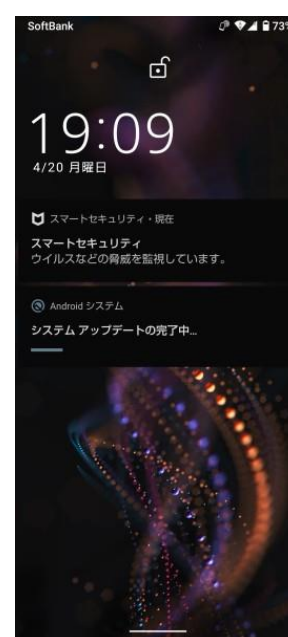 SoftBank 73%
19:09
4/20 月曜日
スマートセキュリティ・現在
スマートセキュリティ
ウイルスなどの脅威を監視しています。
Android システム
システム アップデートの完了中...